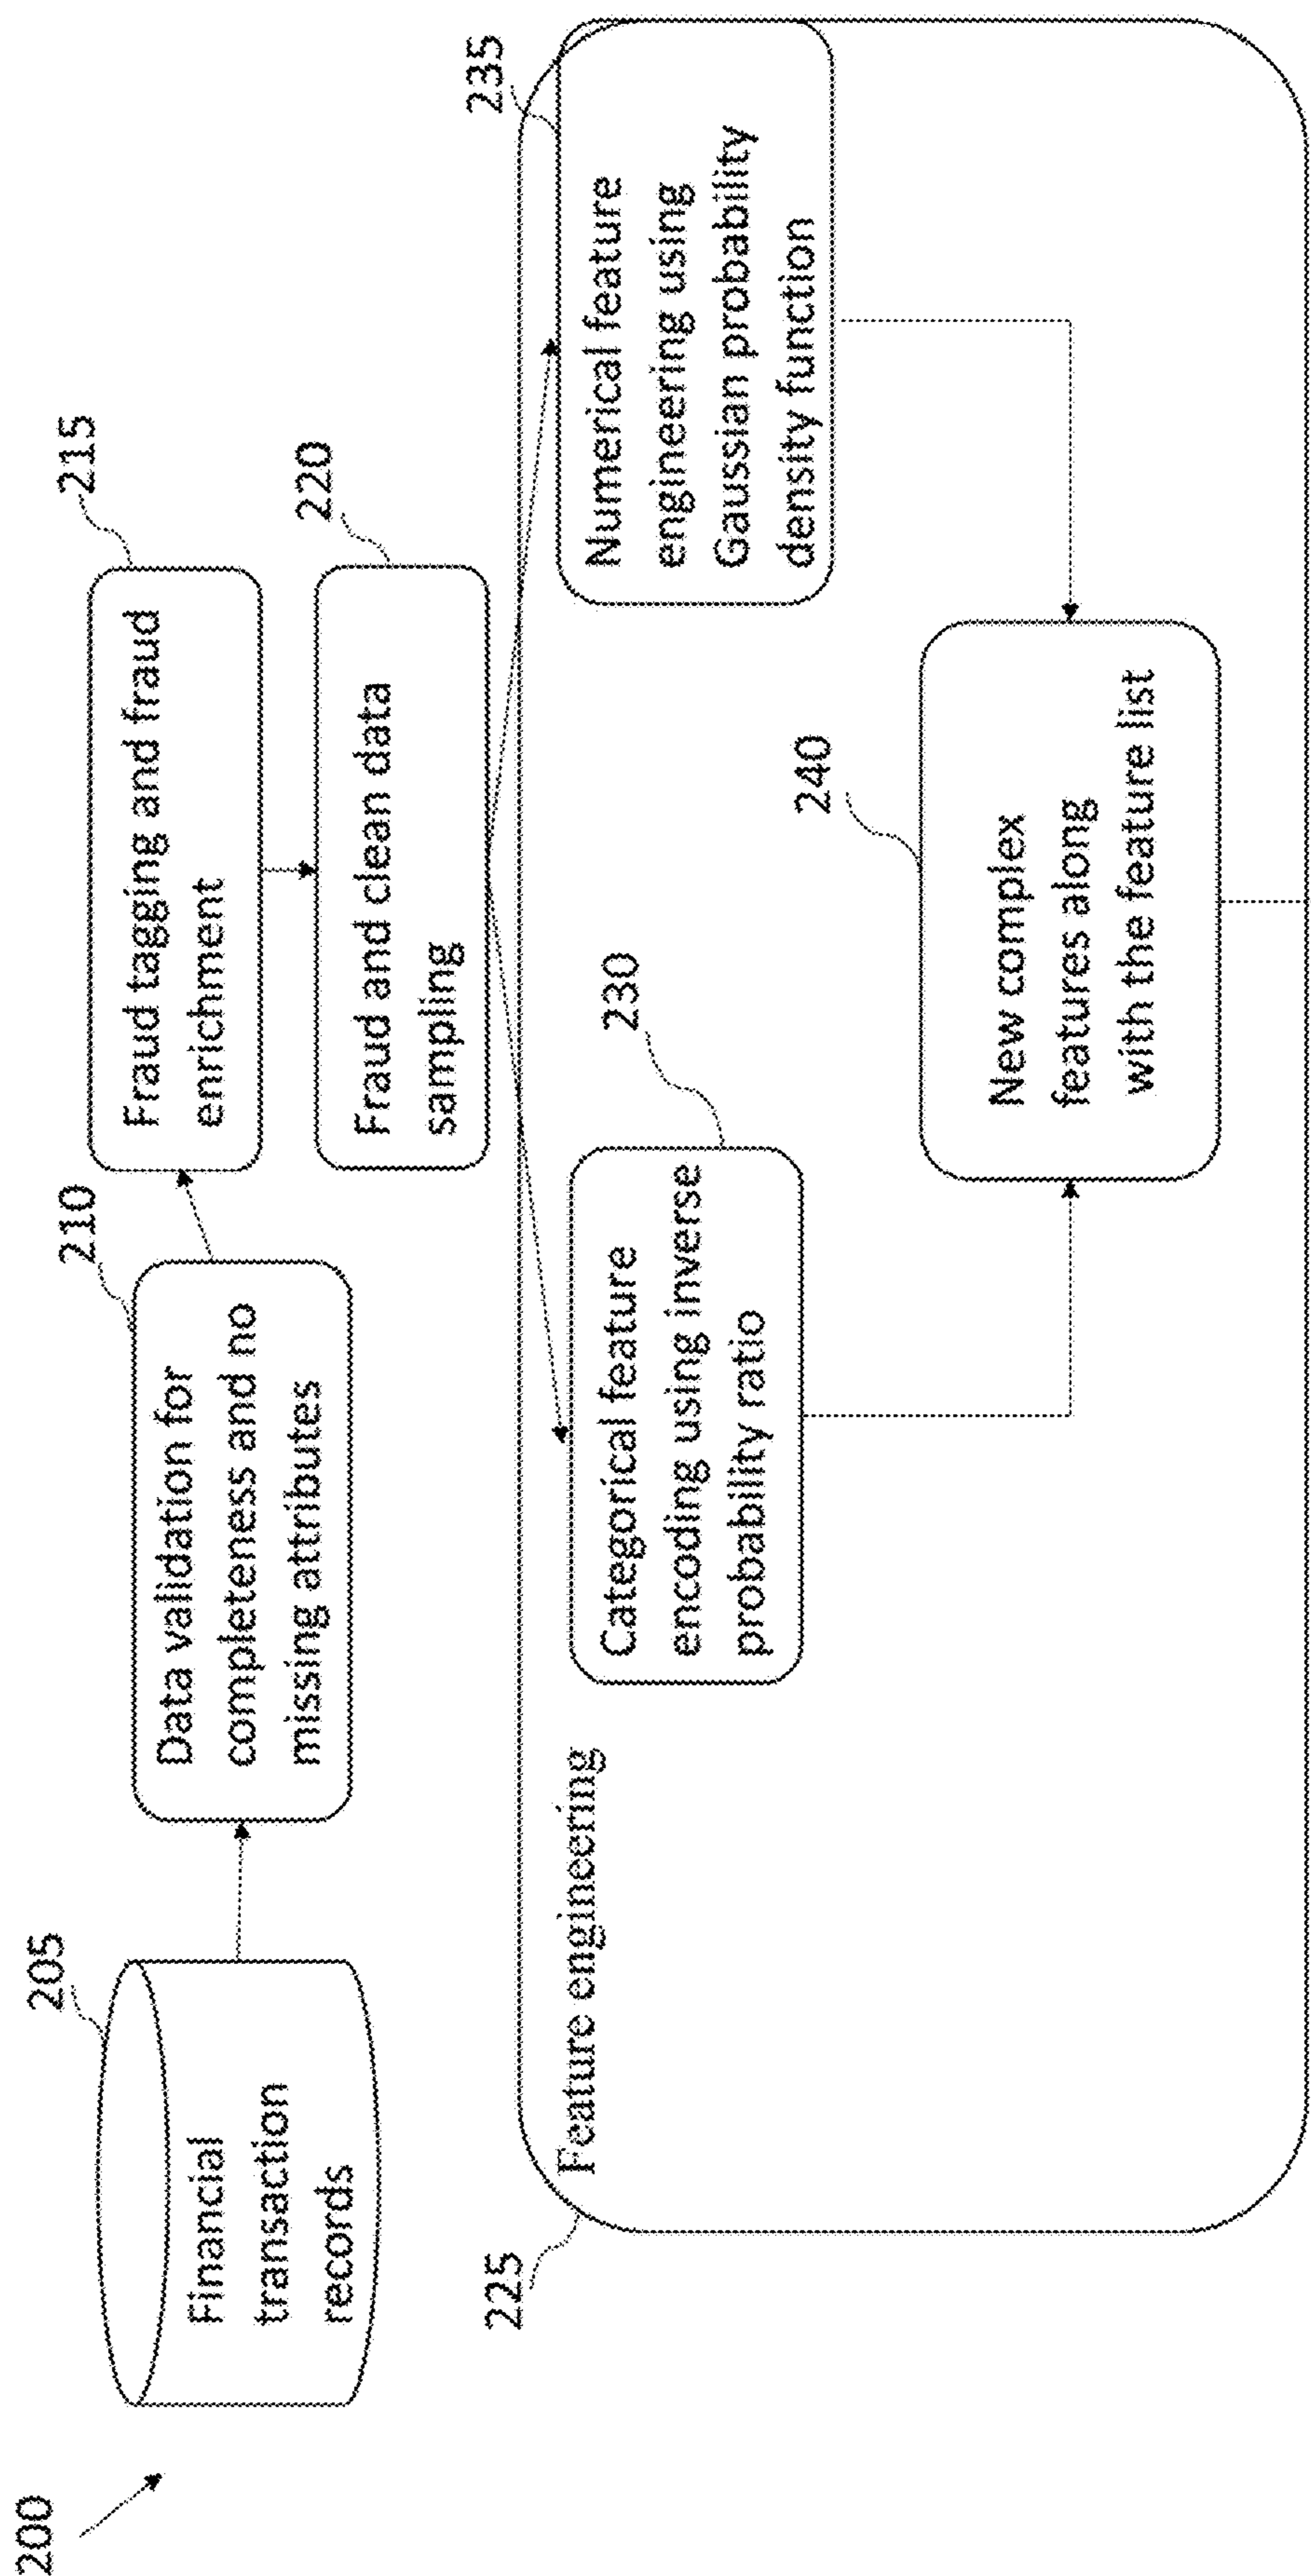 200
205
Financial
transaction
records
210
Data validation for
completeness and no
missing attributes
215
Fraud tagging and fraud
enrichment
220
Fraud and clean data
sampling
225
Feature engineering
230
Categorical feature
encoding using inverse
probability ratio
235
Numerical feature
engineering using
Gaussian probability
density function
240
New complex
features along
with the feature list